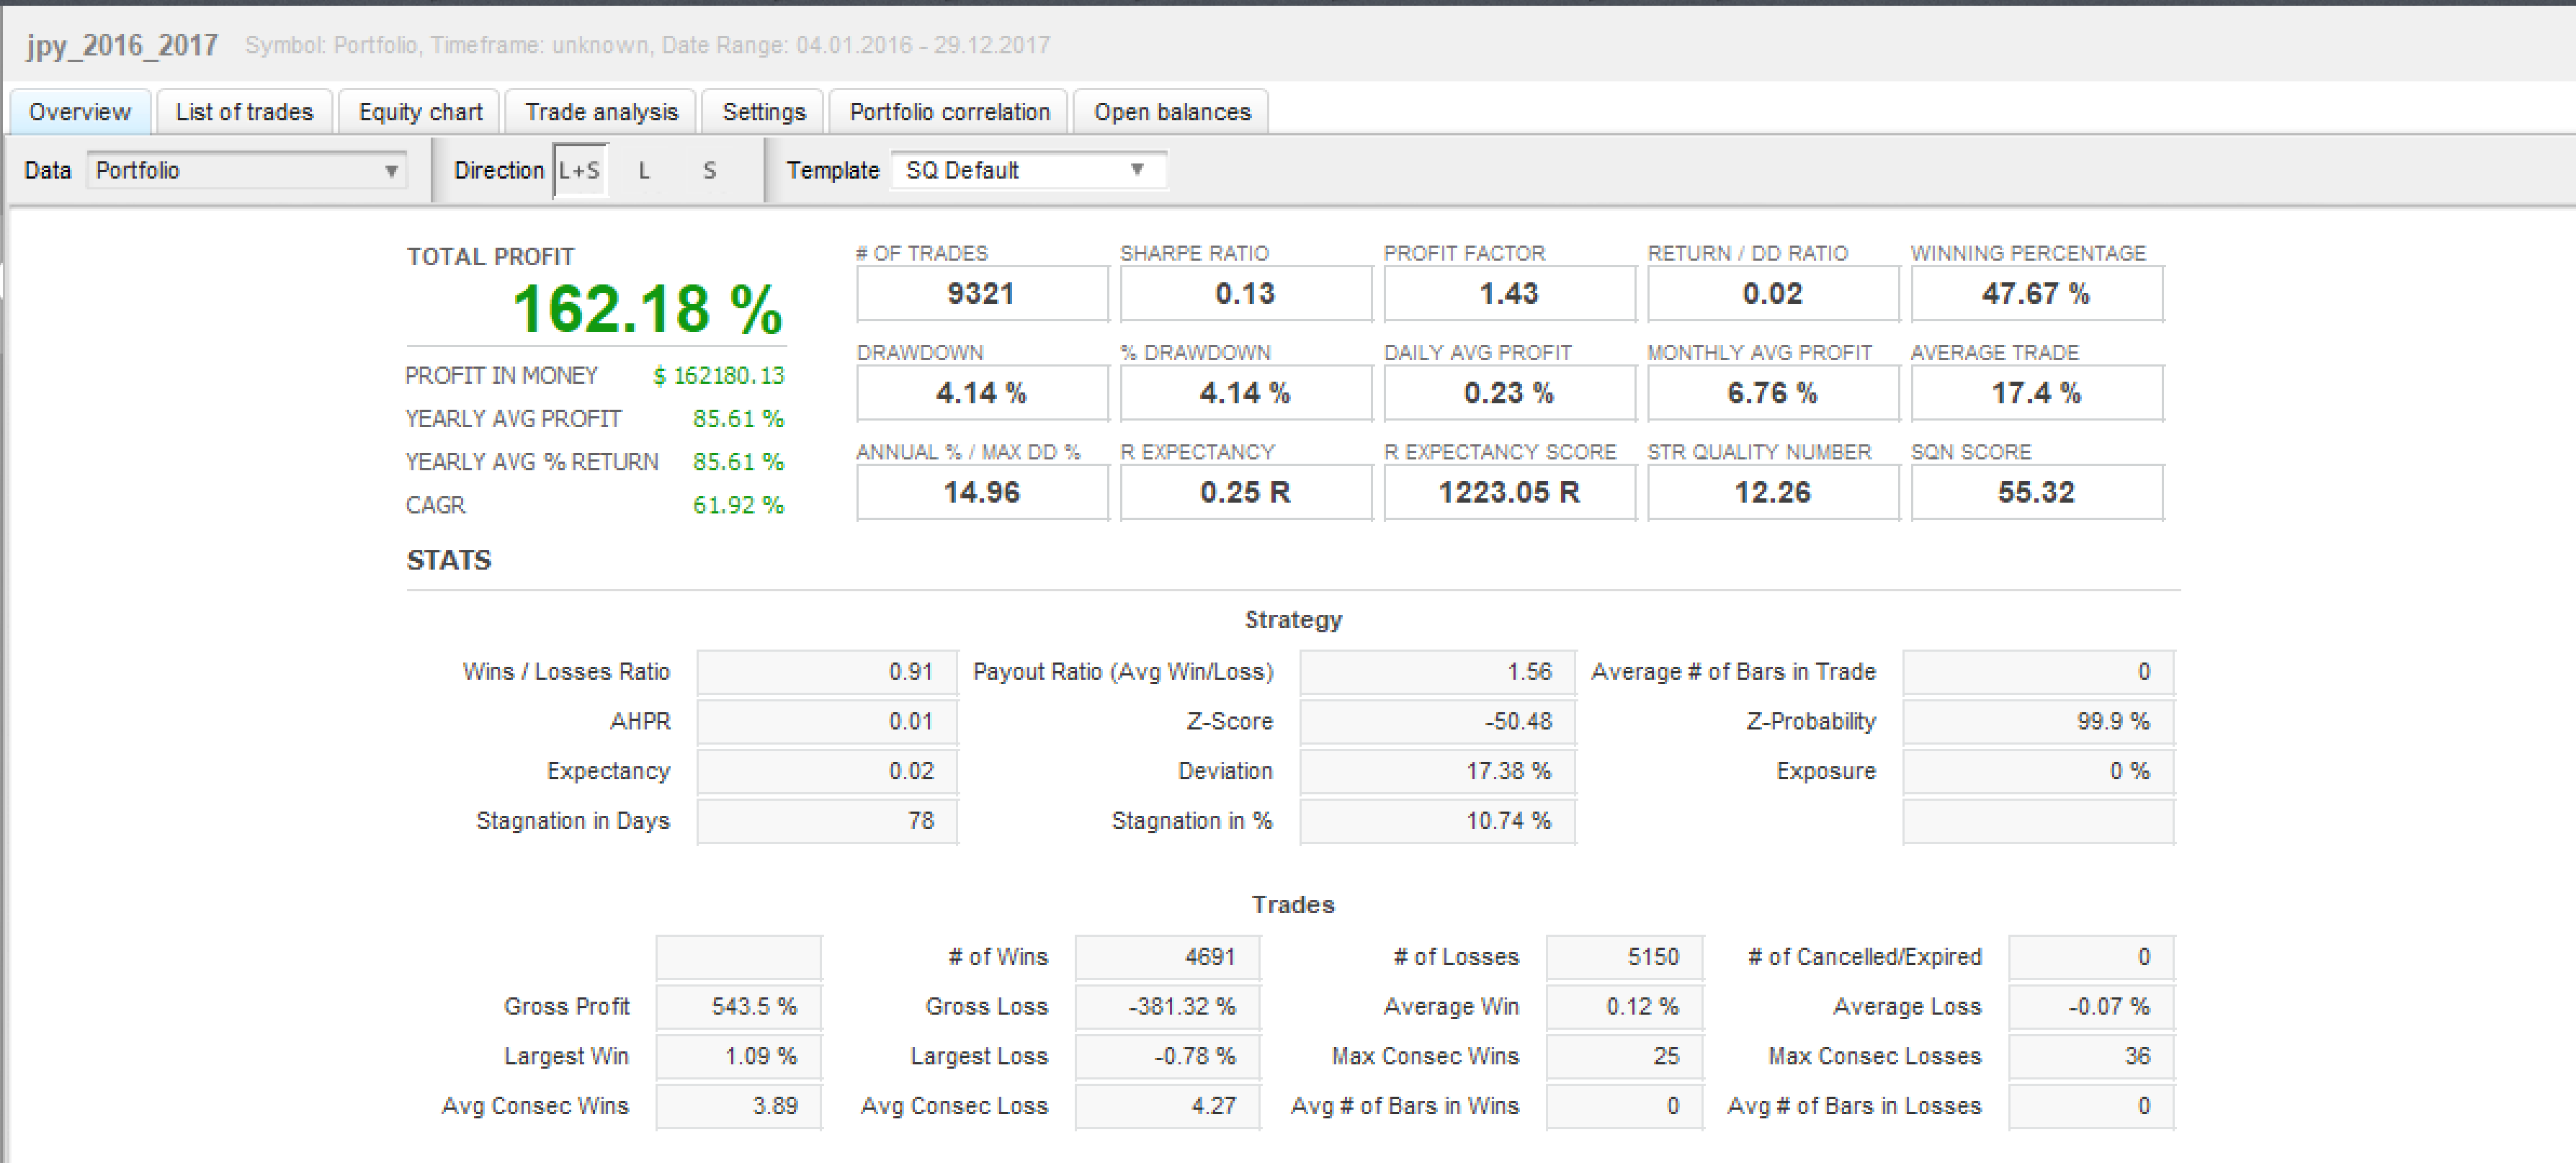 jpy_2016_2017 Symbol: Portfolio, Timeframe: unknown, Date Range: 04.01.2016 - 29.12.2017
Overview List of trades Equity chart Trade analysis Settings Portfolio correlation Open balances
Data Portfolio Direction L+S L S Template SQ Default
TOTAL PROFIT
162.18 %
PROFIT IN MONEY $ 162180.13
YEARLY AVG PROFIT 85.61 %
YEARLY AVG % RETURN 85.61 %
CAGR 61.92 %
# OF TRADES SHARPE RATIO PROFIT FACTOR RETURN / DD RATIO WINNING PERCENTAGE
9321 0.13 1.43 0.02 47.67 %
DRAWDOWN % DRAWDOWN DAILY AVG PROFIT MONTHLY AVG PROFIT AVERAGE TRADE
4.14 % 4.14 % 0.23 % 6.76 % 17.4 %
ANNUAL % / MAX DD % R EXPECTANCY R EXPECTANCY SCORE STR QUALITY NUMBER SQN SCORE
14.96 0.25 R 1223.05 R 12.26 55.32
STATS
Strategy
Wins / Losses Ratio 0.91 Payout Ratio (Avg Win/Loss) 1.56 Average # of Bars in Trade 0
AHPR 0.01 Z-Score -50.48 Z-Probability 99.9 %
Expectancy 0.02 Deviation 17.38 % Exposure 0 %
Stagnation in Days 78 Stagnation in % 10.74 %
Trades
# of Wins 4691 # of Losses 5150 # of Cancelled/Expired 0
Gross Profit 543.5 % Gross Loss -381.32 % Average Win 0.12 % Average Loss -0.07 %
Largest Win 1.09 % Largest Loss -0.78 % Max Consec Wins 25 Max Consec Losses 36
Avg Consec Wins 3.89 Avg Consec Loss 4.27 Avg # of Bars in Wins 0 Avg # of Bars in Losses 0